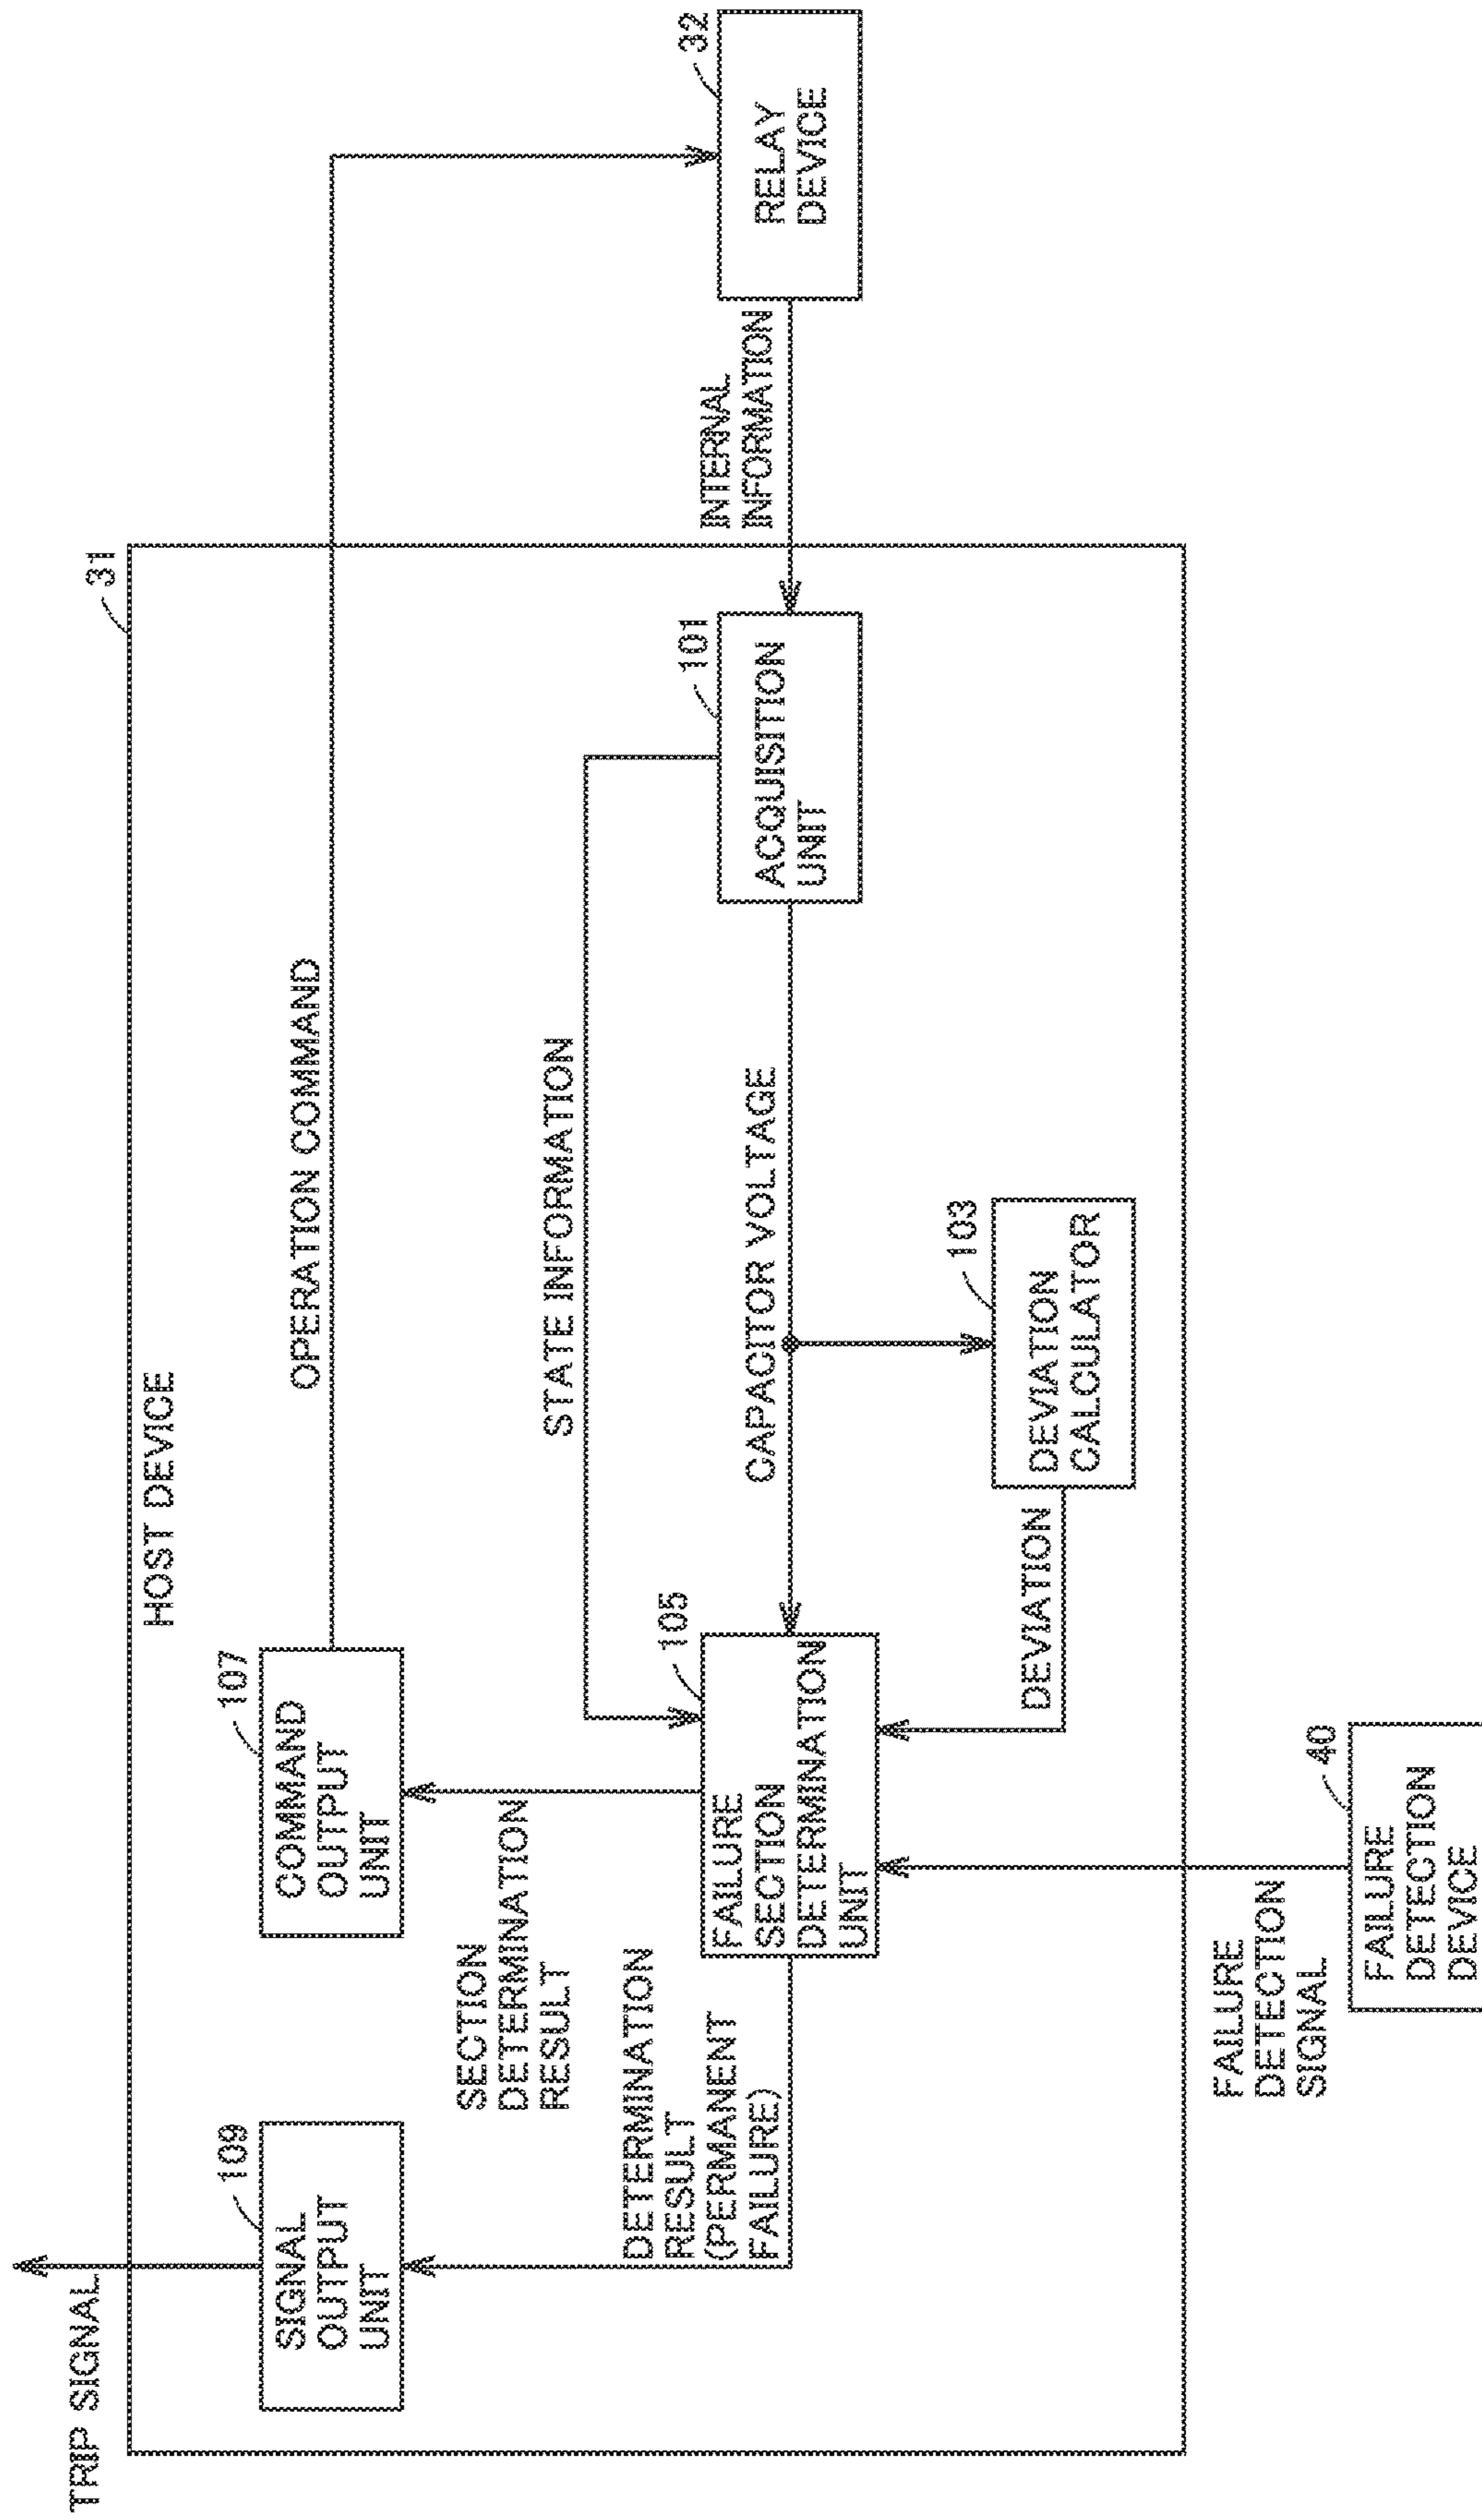 TRIP SIGNAL
31
HOST DEVICE
109
SIGNAL
OUTPUT
UNIT
107
COMMAND
OUTPUT
UNIT
OPERATION COMMAND
SECTION
DETERMINATION
RESULT
STATE INFORMATION
DETERMINATION
RESULT
(PERMANENT
FAILURE)
105
FAILURE
SECTION
DETERMINATION
UNIT
CAPACITOR VOLTAGE
101
ACQUISITION
UNIT
INTERNAL
INFORMATION
32
RELAY
DEVICE
DEVIATION
103
DEVIATION
CALCULATOR
FAILURE
DETECTION
SIGNAL
40
FAILURE
DETECTION
DEVICE